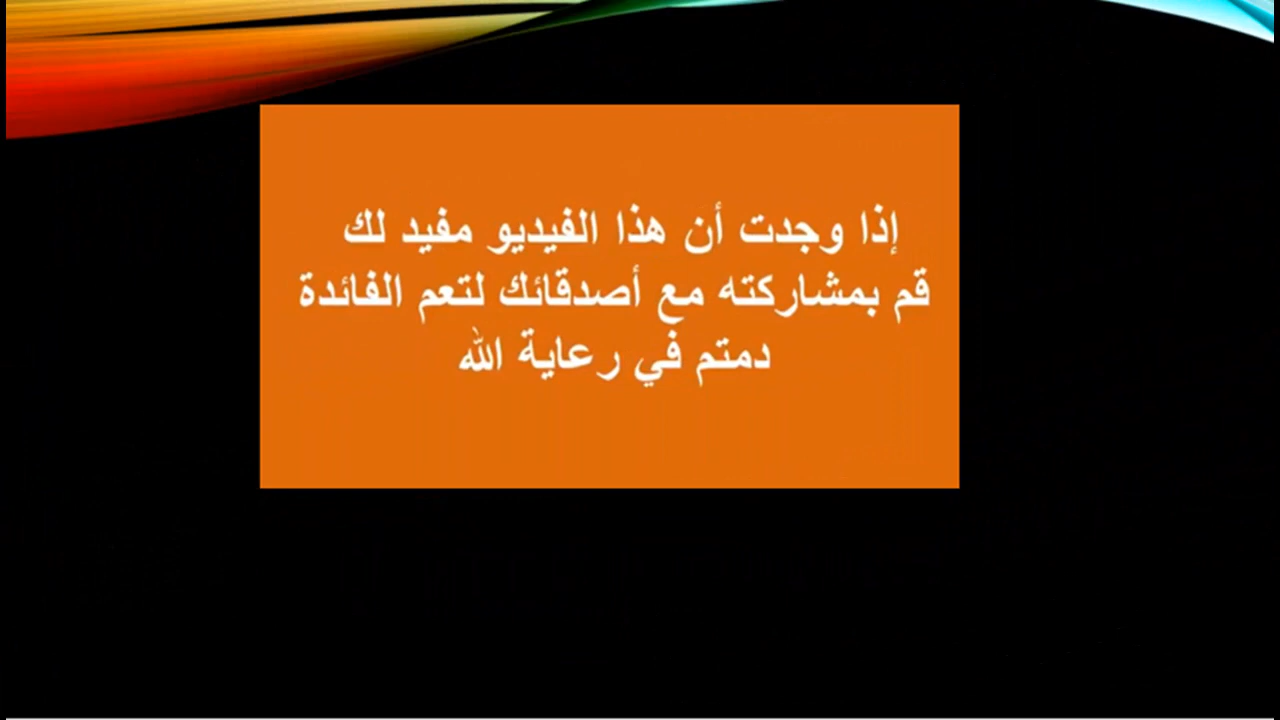 إذا وجدت أن هذا الفيديو مفيد لك
قم بمشاركته مع أصدقائك لتعم الفائدة
دمتم في رعاية الله